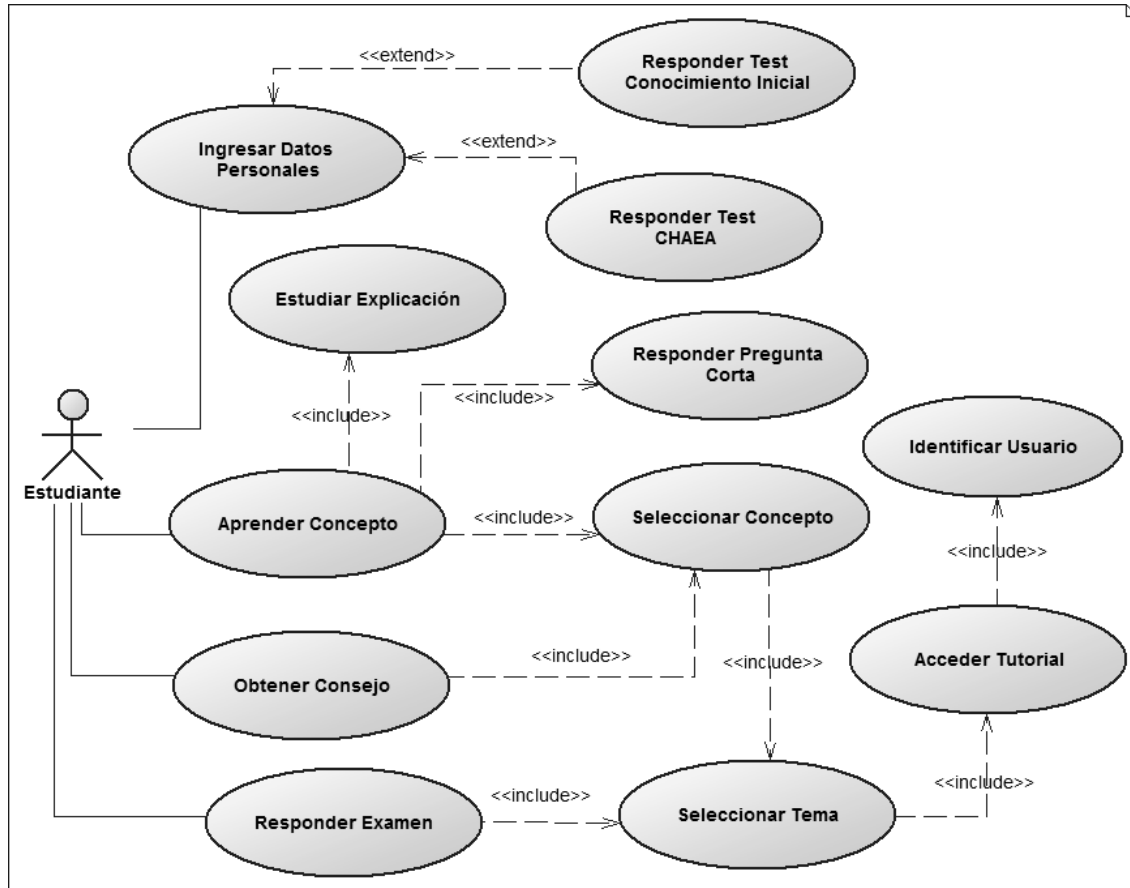 <<extend>>
Responder Test
Conocimiento Inicial
Ingresar Datos
Personales
<<extend>>
Responder Test
CHAEA
Estudiar Explicación
Responder Pregunta
Corta
<<include>>
<<include>>
Identificar Usuario
Estudiante
Aprender Concepto
<<include>>
Seleccionar Concepto
<<include>>
Obtener Consejo
<<include>>
<<include>>
Acceder Tutorial
Responder Examen
<<include>>
Seleccionar Tema
<<include>>